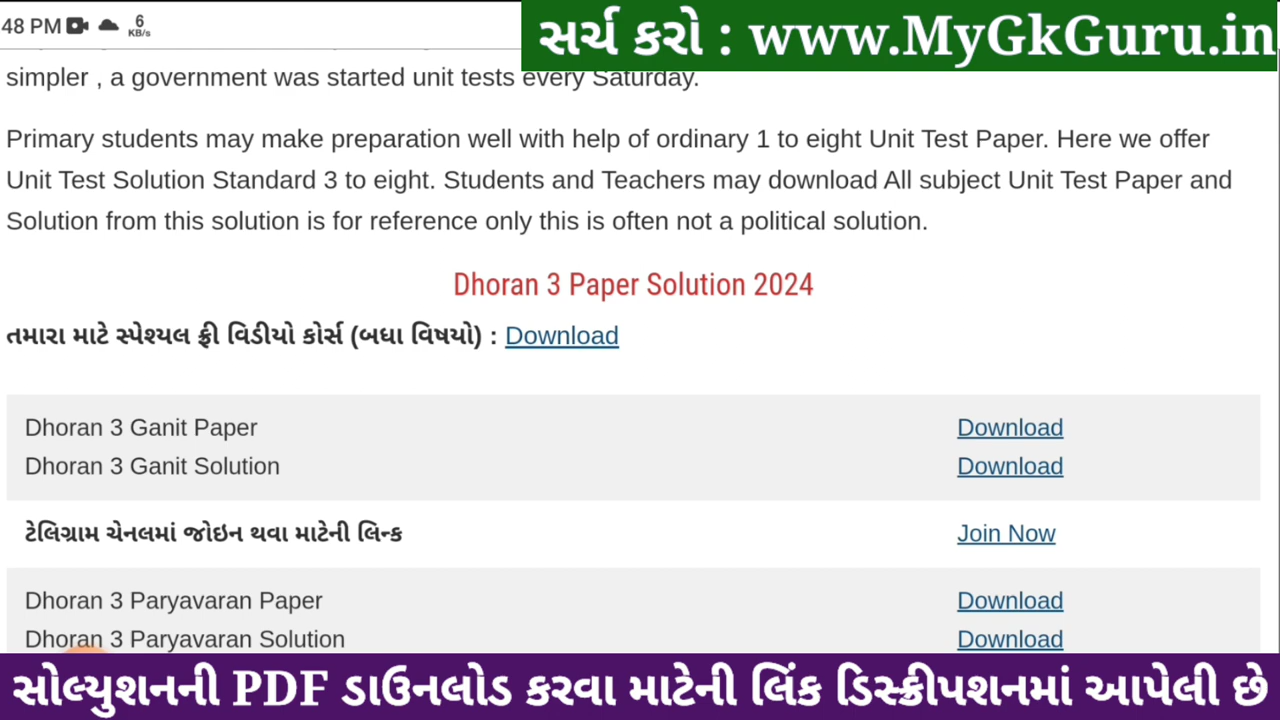 48 PM 6 KB/s
સર્ચ કરો : www.MyGkGuru.in
simpler , a government was started unit tests every Saturday.
Primary students may make preparation well with help of ordinary 1 to eight Unit Test Paper. Here we offer
Unit Test Solution Standard 3 to eight. Students and Teachers may download All subject Unit Test Paper and
Solution from this solution is for reference only this is often not a political solution.
Dhoran 3 Paper Solution 2024
તમારા માટે સ્પેશ્યલ ફ્રી વિડીયો કોર્સ (બધા વિષયો) : Download
Dhoran 3 Ganit Paper Download
Dhoran 3 Ganit Solution Download
ટેલિગ્રામ ચેનલમાં જોઇન થવા માટેની લિન્ક Join Now
Dhoran 3 Paryavaran Paper Download
Dhoran 3 Paryavaran Solution Download
સોલ્યુશનની PDF ડાઉનલોડ કરવા માટેની લિંક ડિસ્ક્રીપશનમાં આપેલી છે